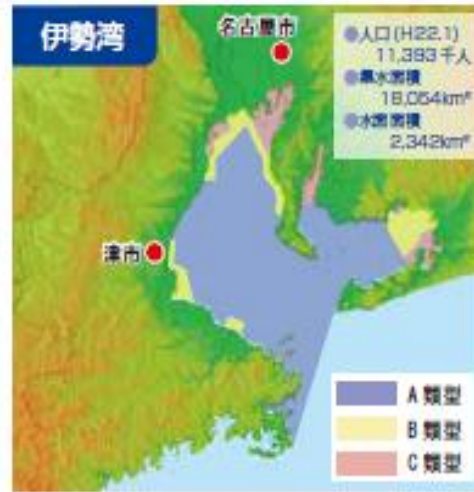 伊勢湾
名古屋市
●人口(H22.1)
11,393千人
●集水面積
18,054km²
●水面面積
2,342km²
津市
A類型
B類型
C類型